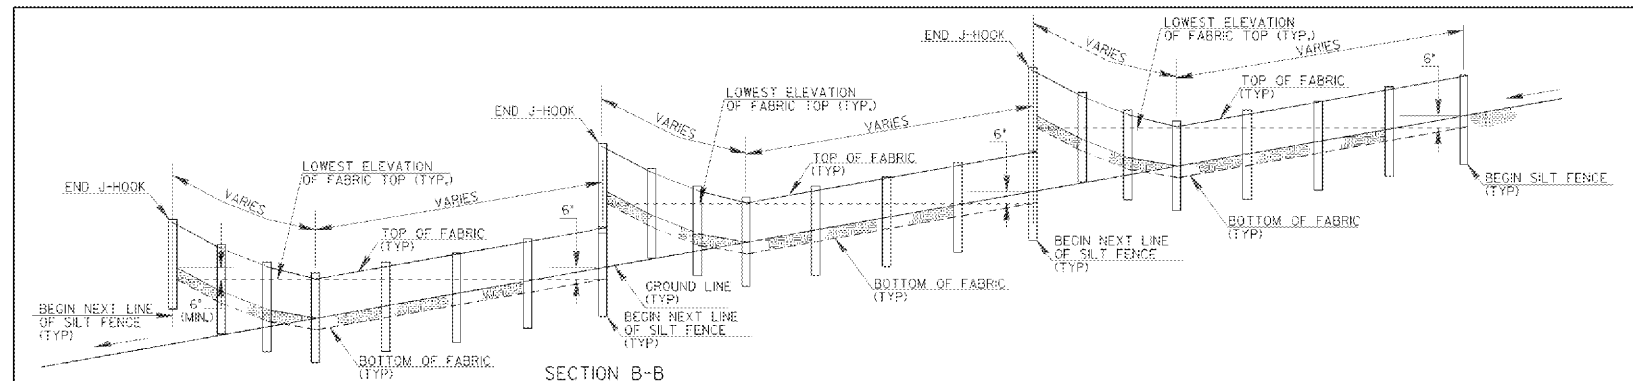 END J-HOOK
VARIES
LOWEST ELEVATION
OF FABRIC TOP (TYP.)
VARIES
6"
TOP OF FABRIC
(TYP)
BEGIN SILT FENCE
(TYP)
BOTTOM OF FABRIC
(TYP)
BEGIN NEXT LINE
OF SILT FENCE
(TYP)
END J-HOOK
VARIES
LOWEST ELEVATION
OF FABRIC TOP (TYP.)
VARIES
6"
TOP OF FABRIC
(TYP)
BOTTOM OF FABRIC
(TYP)
GROUND LINE
(TYP)
BEGIN NEXT LINE
OF SILT FENCE
(TYP)
END J-HOOK
VARIES
LOWEST ELEVATION
OF FABRIC TOP (TYP.)
VARIES
6"
TOP OF FABRIC
(TYP)
6"
(MIN.)
BEGIN NEXT LINE
OF SILT FENCE
(TYP)
BOTTOM OF FABRIC
(TYP)
SECTION B-B